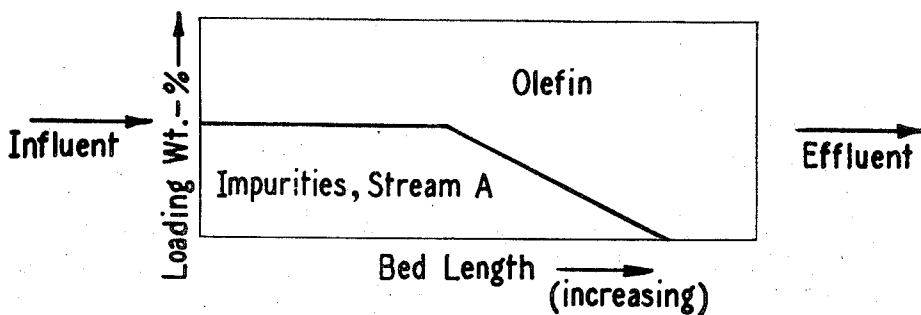 Loading Wt.-%
Olefin
Influent
Effluent
Impurities, Stream A
Bed Length
(increasing)